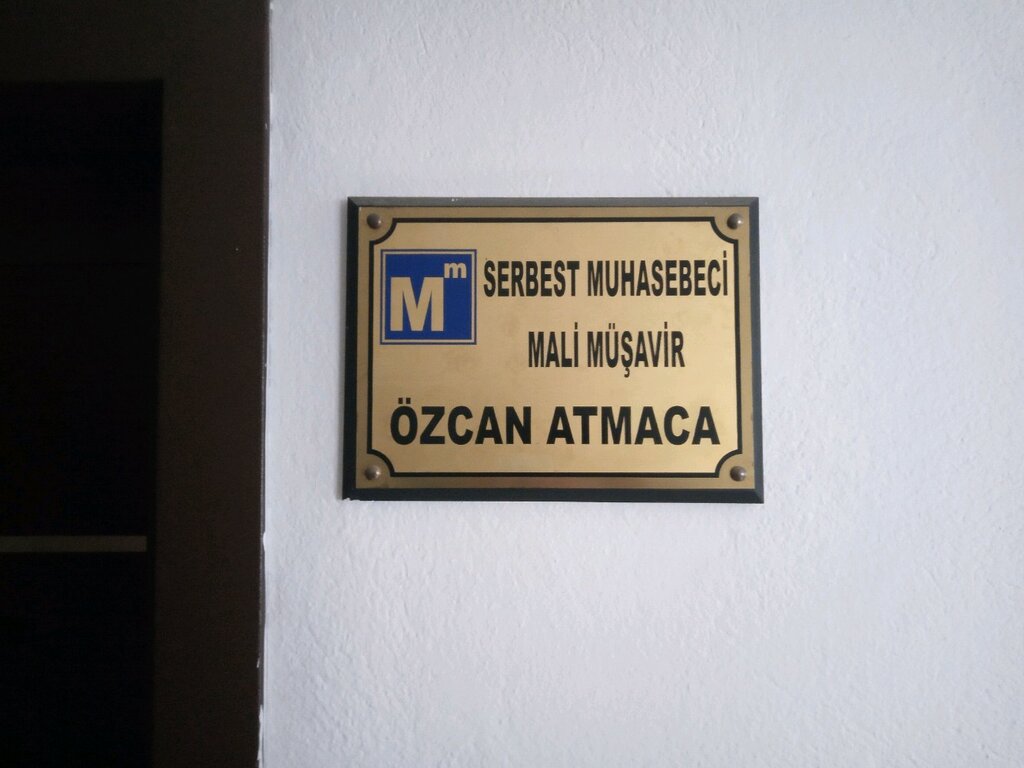 Mm
SERBEST MUHASEBECİ
MALİ MÜŞAVİR
ÖZCAN ATMACA